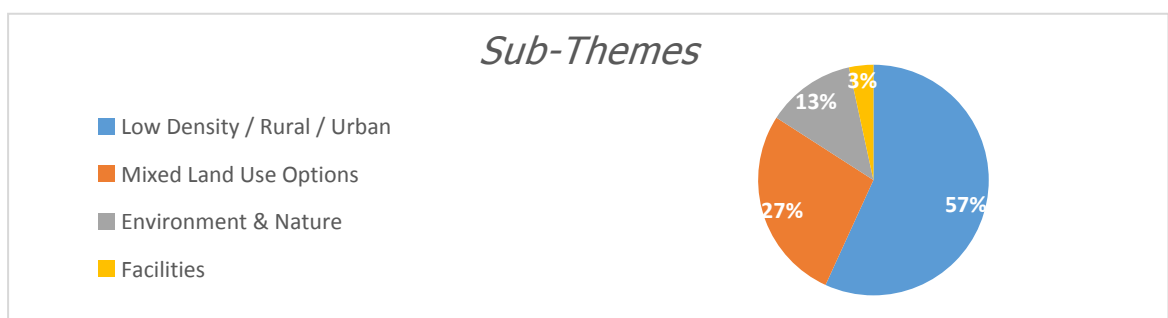 Sub-Themes
Low Density / Rural / Urban
Mixed Land Use Options
Environment & Nature
Facilities
3%
13%
57%
27%